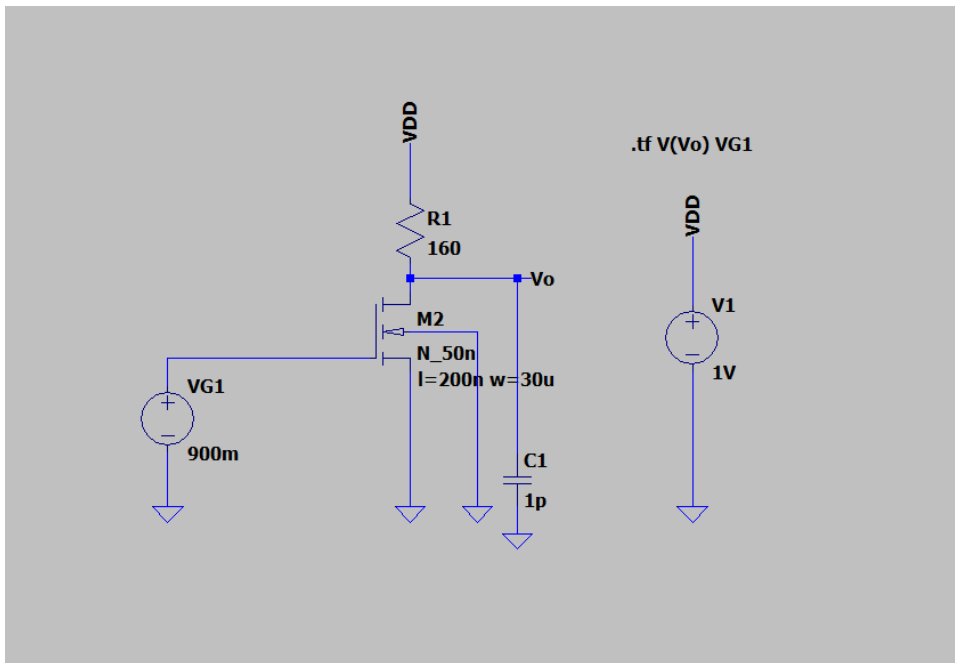 VDD
.tf V(Vo) VG1
R1
160
VDD
Vo
V1
M2
N_50n
l=200n w=30u
1V
VG1
900m
C1
1p